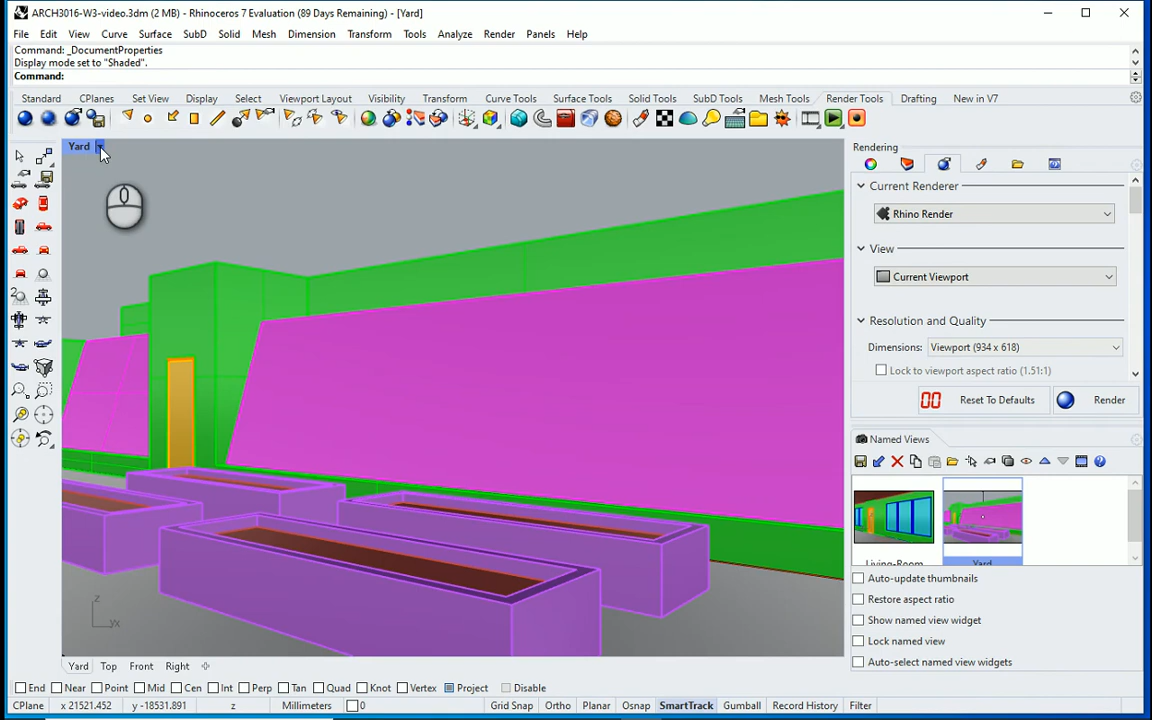 ARCH3016-W3-video.3dm (2 MB) - Rhinoceros 7 Evaluation (89 Days Remaining) - [Yard]
File Edit View Curve Surface SubD Solid Mesh Dimension Transform Tools Analyze Render Panels Help
Command: _DocumentProperties
Display mode set to "Shaded".
Command:
Standard CPlanes Set View Display Select Viewport Layout Visibility Transform Curve Tools Surface Tools Solid Tools SubD Tools Mesh Tools Render Tools Drafting New in V7
Yard
Rendering
Current Renderer
Rhino Render
View
Current Viewport
Resolution and Quality
Dimensions: Viewport (934 x 618)
Lock to viewport aspect ratio (1.51:1)
00 Reset To Defaults Render
Named Views
Living-Room Yard
Auto-update thumbnails
Restore aspect ratio
Show named view widget
Lock named view
Auto-select named view widgets
z
yx
Yard Top Front Right
End Near Point Mid Cen Int Perp Tan Quad Knot Vertex Project Disable
CPlane x 21521.452 y -18531.891 z Millimeters 0 Grid Snap Ortho Planar Osnap SmartTrack Gumball Record History Filter